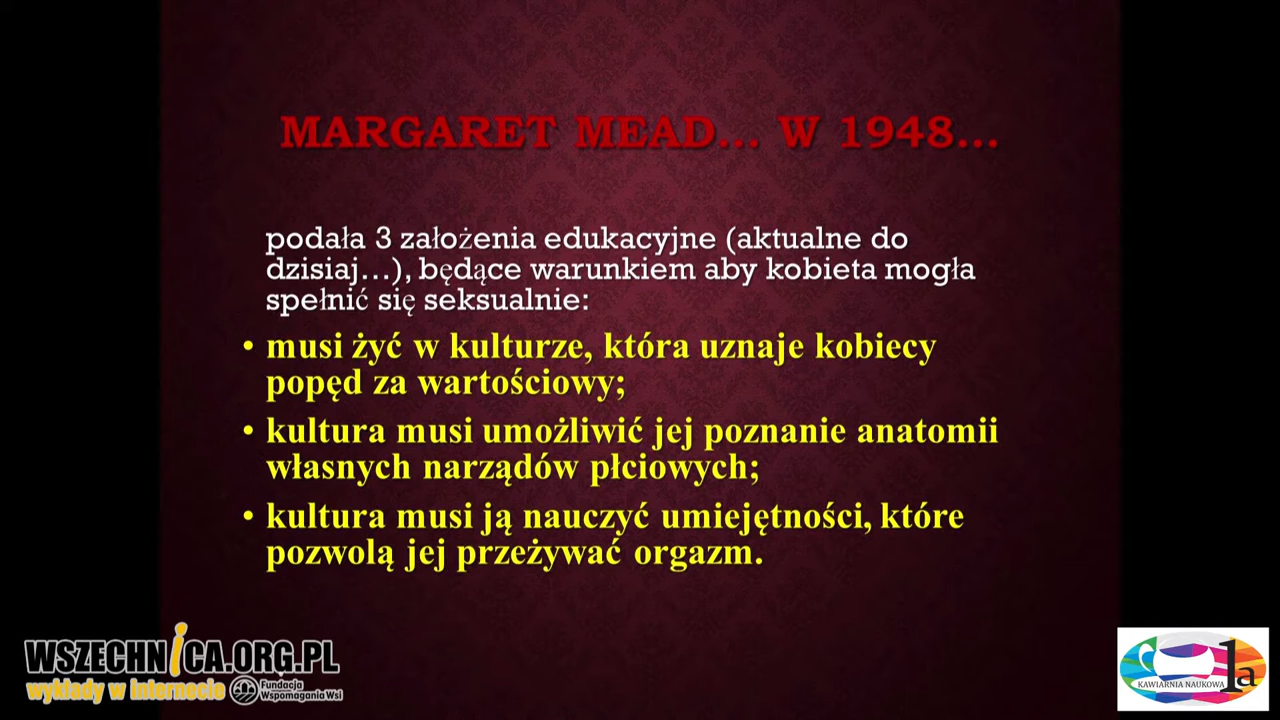 MARGARET MEAD... W 1948...
podała 3 założenia edukacyjne (aktualne do
dzisiaj...), będące warunkiem aby kobieta mogła
spełnić się seksualnie:
• musi żyć w kulturze, która uznaje kobiecy
popęd za wartościowy;
• kultura musi umożliwić jej poznanie anatomii
własnych narządów płciowych;
• kultura musi ją nauczyć umiejętności, które
pozwolą jej przeżywać orgazm.
WSZECHNICA.ORG.PL
wykłady w internecie
Fundacja
Wspomagania Wsi
KAWIARNIA NAUKOWA
1a